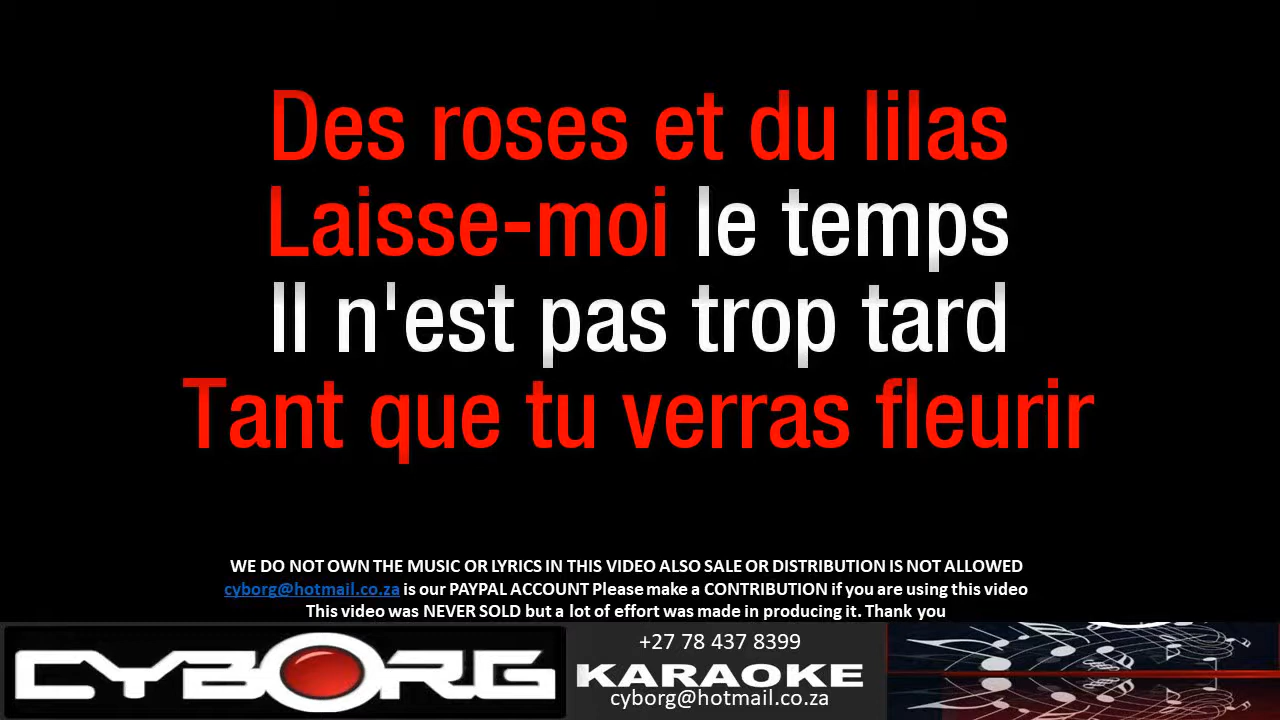 Des roses et du lilas
Laisse-moi le temps
Il n'est pas trop tard
Tant que tu verras fleurir
WE DO NOT OWN THE MUSIC OR LYRICS IN THIS VIDEO ALSO SALE OR DISTRIBUTION IS NOT ALLOWED
cyborg@hotmail.co.za is our PAYPAL ACCOUNT Please make a CONTRIBUTION if you are using this video
This video was NEVER SOLD but a lot of effort was made in producing it. Thank you
CYBORG
+27 78 437 8399
KARAOKE
cyborg@hotmail.co.za